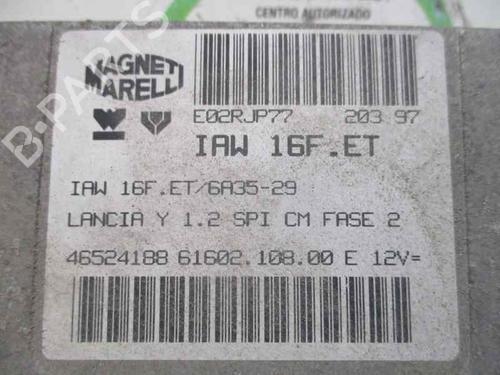 CENTRO AUTORIZADO
MAGNETI
MARELLI
E02RJP77 203 97
IAW 16F.ET
IAW 16F.ET/6A35-29
LANCIA Y 1.2 SPI CM FASE 2
46524188 61602.108.00 E 12V=
B-PARTS